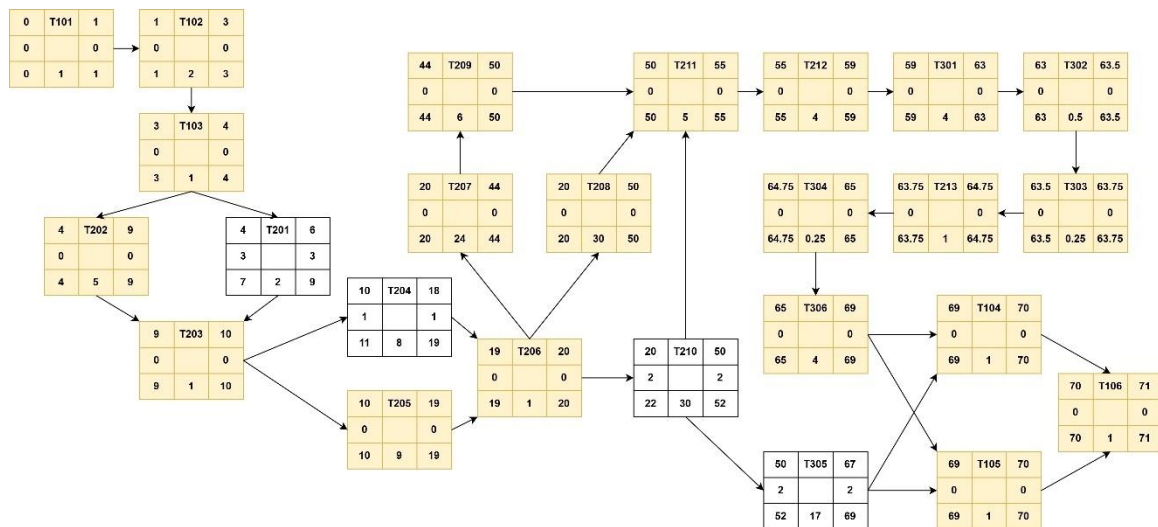 0 T101 1
0 0
0 1 1
1 T102 3
0 0
1 2 3
3 T103 4
0 0
3 1 4
4 T202 9
0 0
4 5 9
4 T201 6
3 3
7 2 9
9 T203 10
0 0
9 1 10
10 T204 18
1 1
11 8 19
10 T205 19
0 0
10 9 19
19 T206 20
0 0
19 1 20
20 T207 44
0 0
20 24 44
20 T208 50
0 0
20 30 50
44 T209 50
0 0
44 6 50
20 T210 50
2 2
22 30 52
50 T211 55
0 0
50 5 55
55 T212 59
0 0
55 4 59
59 T301 63
0 0
59 4 63
63 T302 63.5
0 0
63 0.5 63.5
63.5 T303 63.75
0 0
63.5 0.25 63.75
63.75 T213 64.75
0 0
63.75 1 64.75
64.75 T304 65
0 0
64.75 0.25 65
65 T306 69
0 0
65 4 69
50 T305 67
2 2
52 17 69
69 T104 70
0 0
69 1 70
69 T105 70
0 0
69 1 70
70 T106 71
0 0
70 1 71